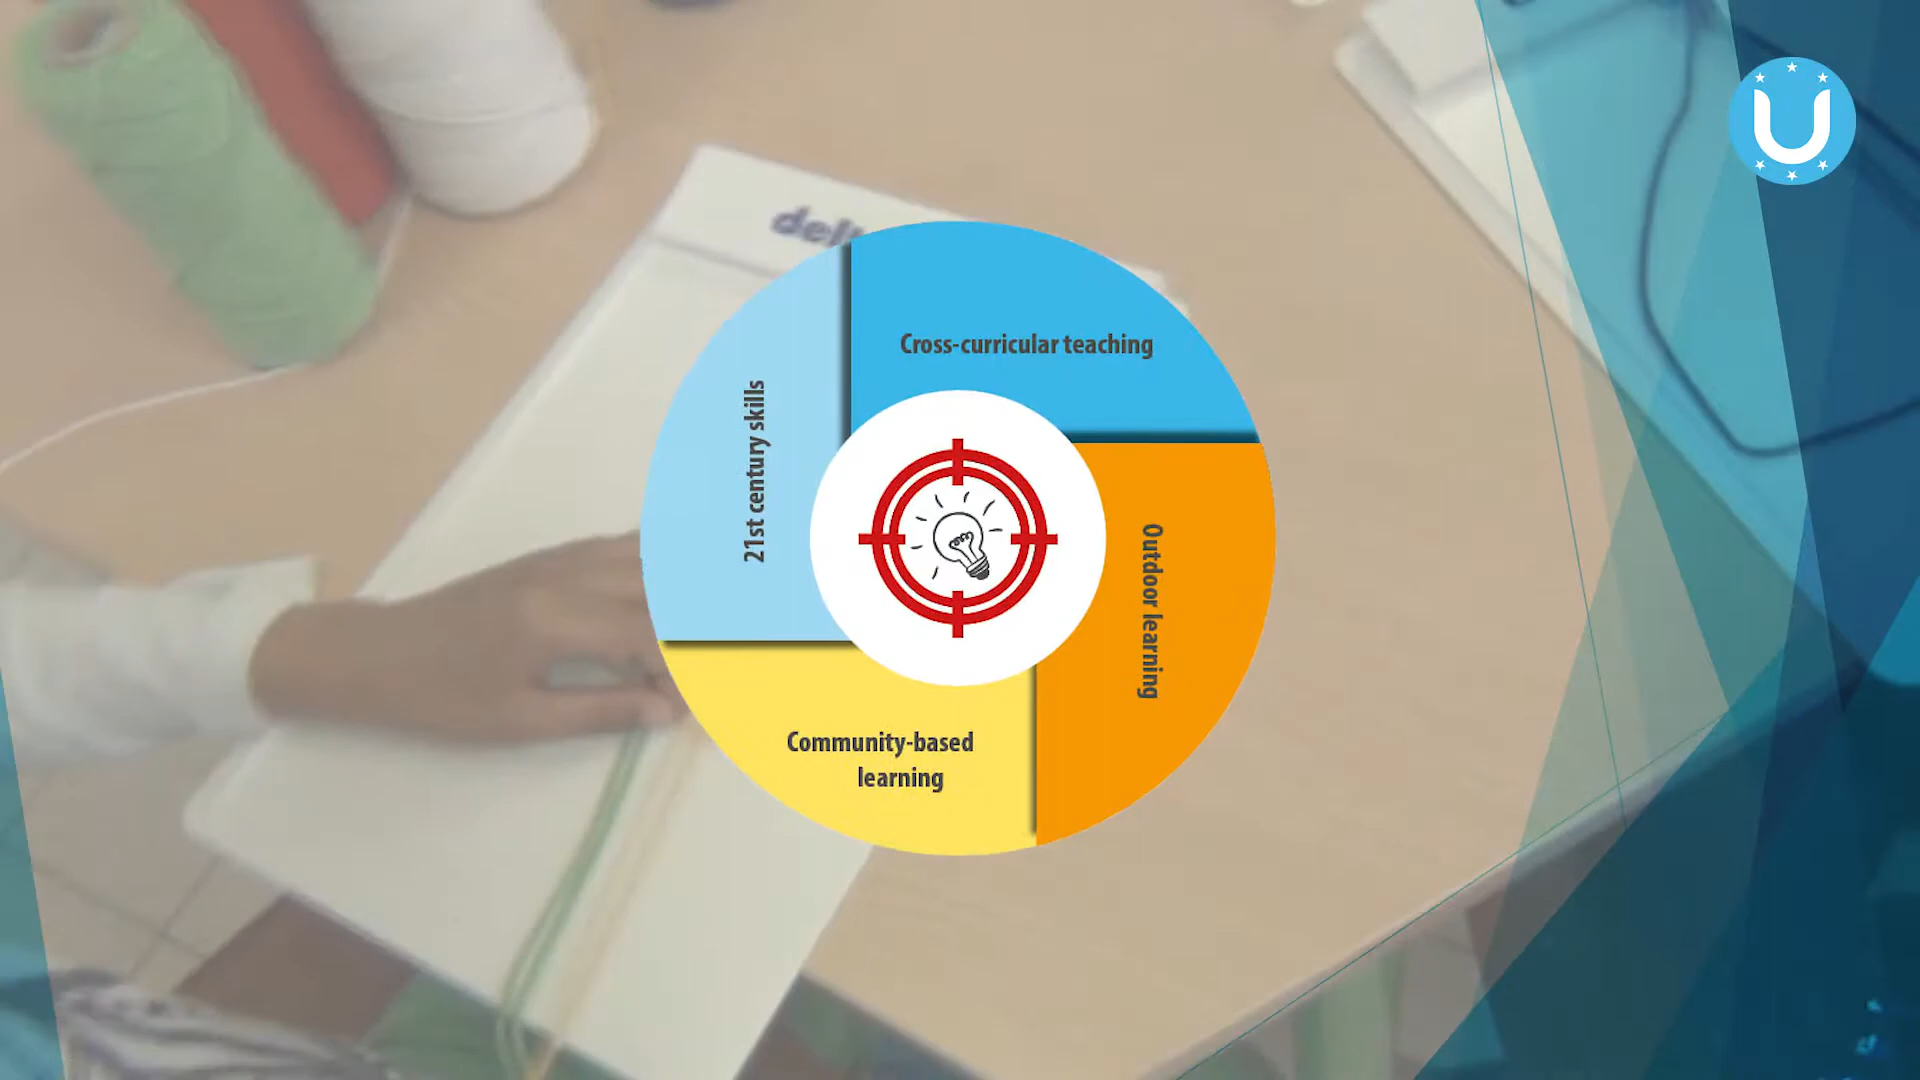 Cross-curricular teaching
21st century skills
Outdoor learning
Community-based
learning
U